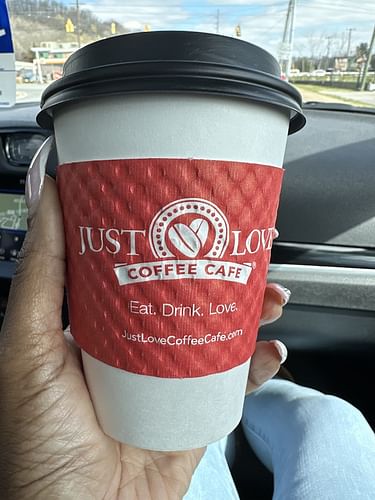 JUST LOVE
COFFEE CAFE®
Eat. Drink. Love.
JustLoveCoffeeCafe.com